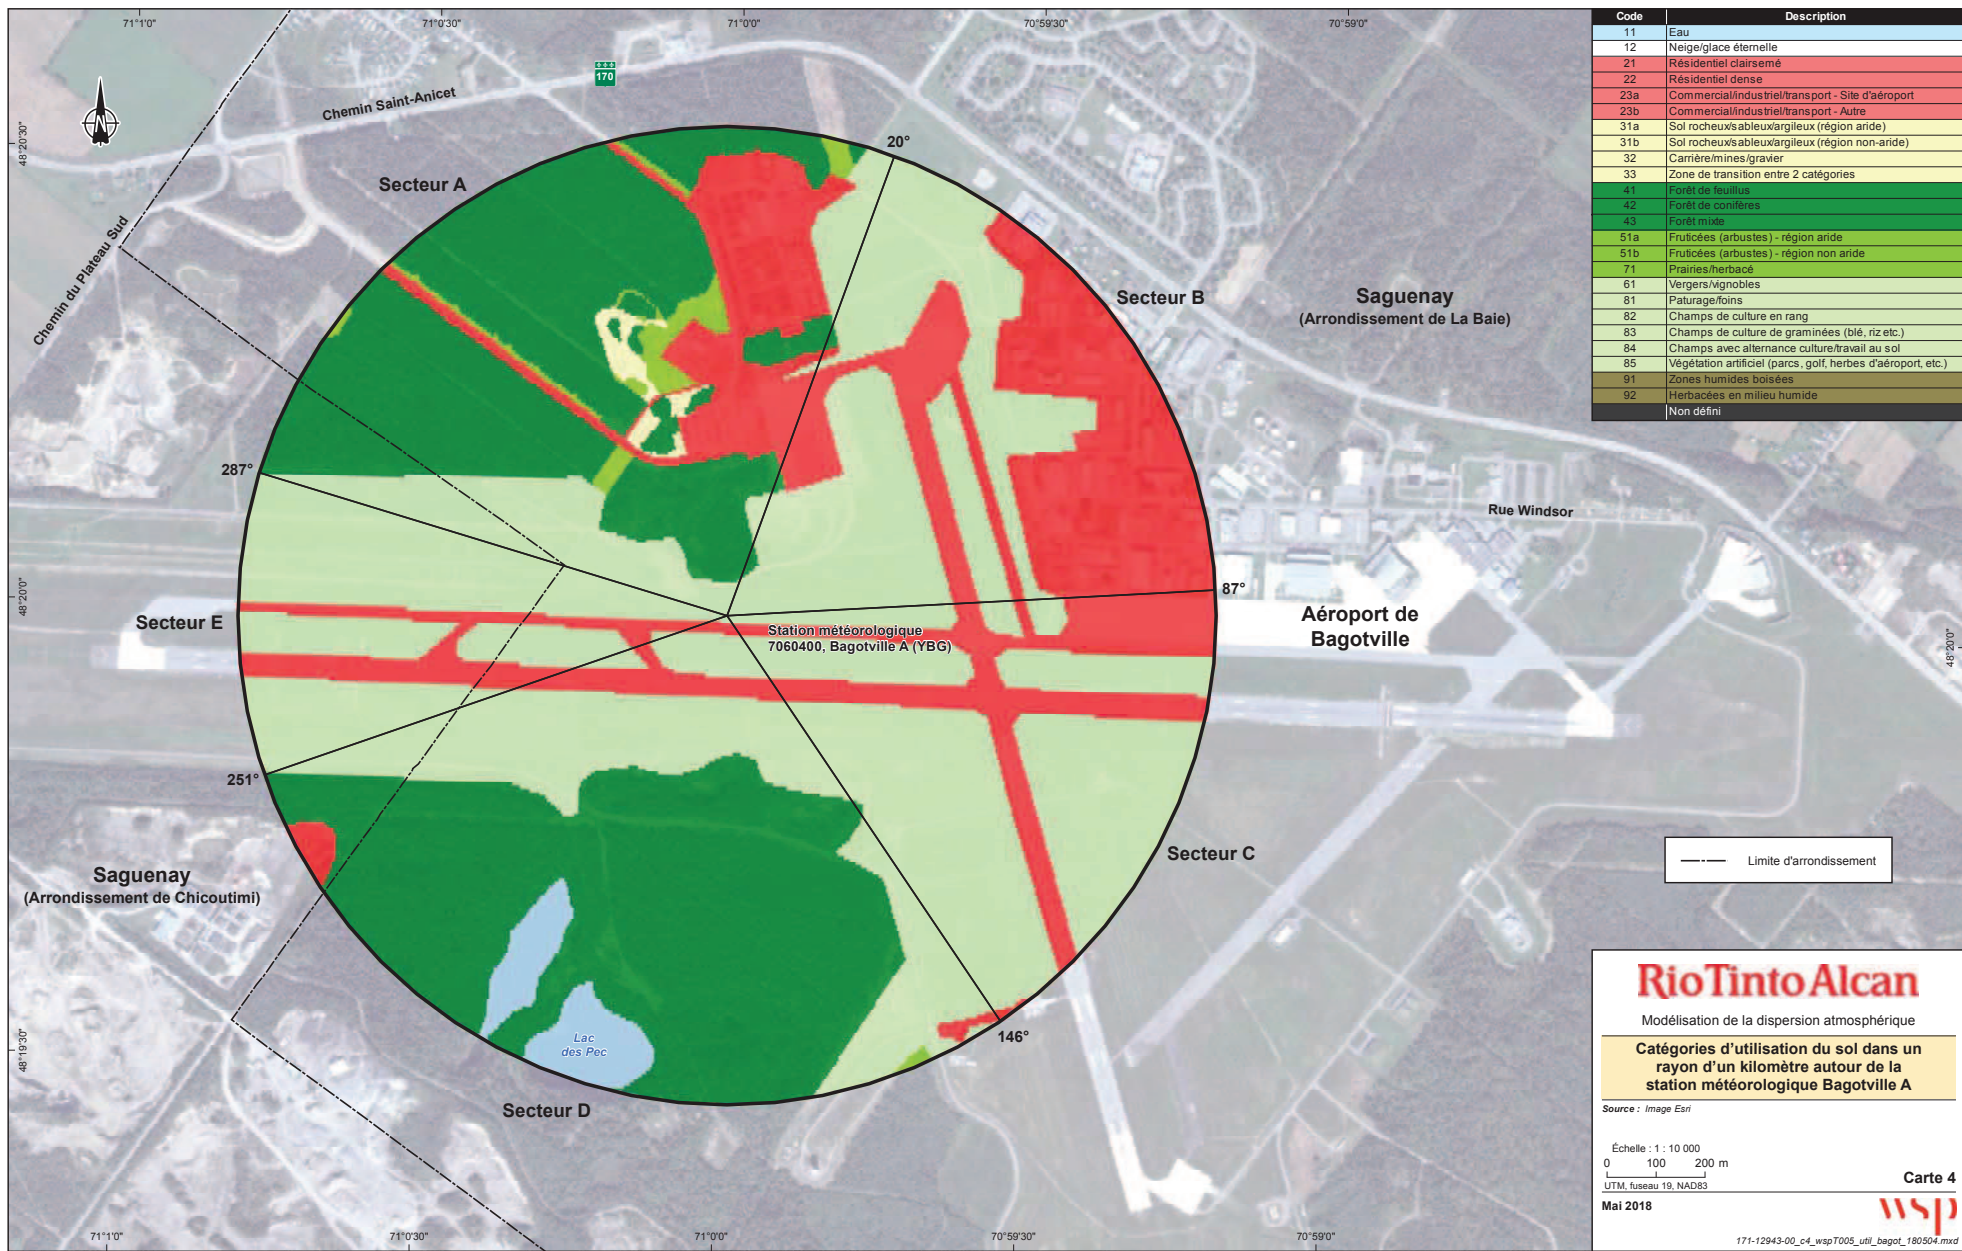 71°1'0"
71°0'30"
71°0'0"
70°59'30"
70°59'0"
Code Description
11 Eau
12 Neige/glace éternelle
21 Résidentiel clairsemé
22 Résidentiel dense
23a Commercial/industriel/transport - Site d'aéroport
23b Commercial/industriel/transport - Autre
31a Sol rocheux/sableux/argileux (région aride)
31b Sol rocheux/sableux/argileux (région non-aride)
32 Carrière/mines/gravier
33 Zone de transition entre 2 catégories
41 Forêt de feuillus
42 Forêt de conifères
43 Forêt mixte
51a Fruticées (arbustes) - région aride
51b Fruticées (arbustes) - région non aride
71 Prairies/herbacé
61 Vergers/vignobles
81 Paturage/foins
82 Champs de culture en rang
83 Champs de culture de graminées (blé, riz etc.)
84 Champs avec alternance culture/travail au sol
85 Végétation artificiel (parcs, golf, herbes d'aéroport, etc.)
91 Zones humides boisées
92 Herbacées en milieu humide
Non défini
N
170
Chemin Saint-Anicet
48°20'30"
20°
Secteur A
Chemin du Plateau Sud
Secteur B
Saguenay
(Arrondissement de La Baie)
287°
Rue Windsor
87°
48°20'0"
Secteur E
Station météorologique
7060400, Bagotville A (YBG)
Aéroport de
Bagotville
48°20'0"
251°
Secteur C
Limite d'arrondissement
Saguenay
(Arrondissement de Chicoutimi)
Lac
des Pec
146°
48°19'30"
Secteur D
RioTintoAlcan
Modélisation de la dispersion atmosphérique
Catégories d'utilisation du sol dans un
rayon d'un kilomètre autour de la
station météorologique Bagotville A
Source : Image Esri
Échelle : 1 : 10 000
0 100 200 m
UTM, fuseau 19, NAD83
Carte 4
Mai 2018
wsp
171-12943-00_c4_wspT005_util_bagot_180504.mxd
71°1'0"
71°0'30"
71°0'0"
70°59'30"
70°59'0"